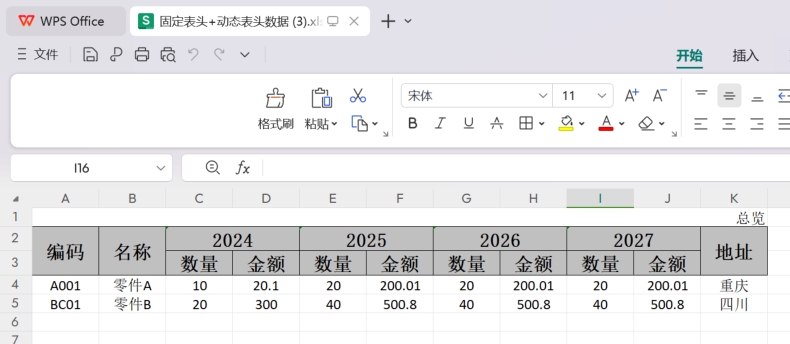 WPS Office
S 固定表头+动态表头数据 (3).xls
文件
开始
插入
格式刷
粘贴
宋体
11
A+ A-
B I U A
I16
fx
A B C D E F G H I J K
1 总览
2 编码 名称 2024 2025 2026 2027 地址
3 数量 金额 数量 金额 数量 金额 数量 金额
4 A001 零件A 10 20.1 20 200.01 20 200.01 20 200.01 重庆
5 BC01 零件B 20 300 40 500.8 40 500.8 40 500.8 四川
6
7